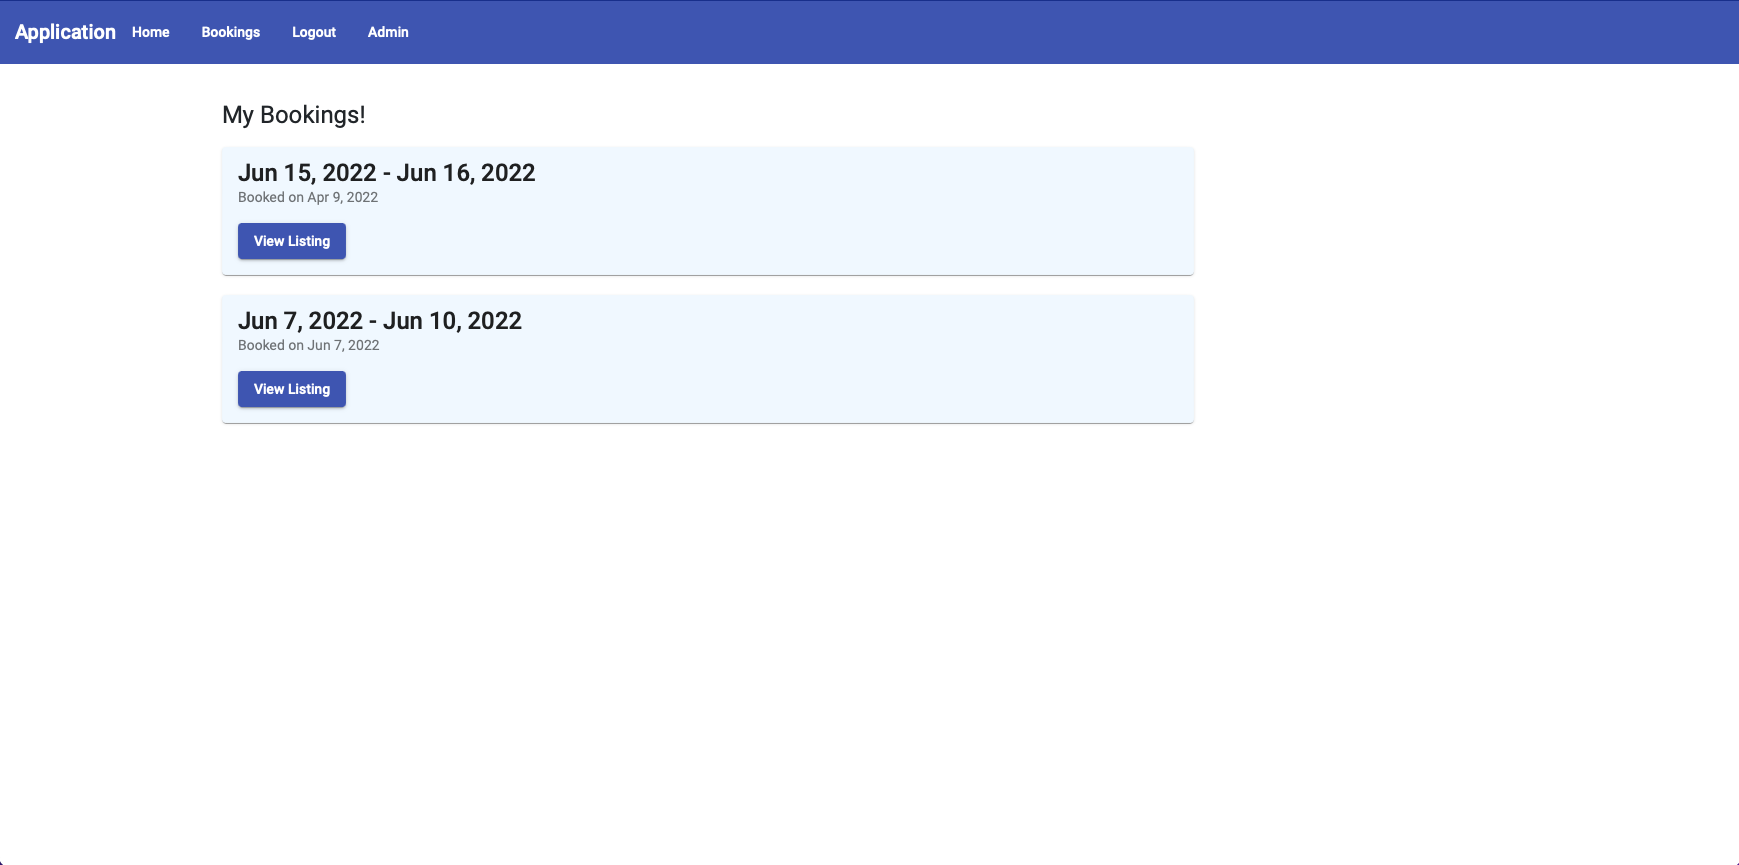 Application Home Bookings Logout Admin
My Bookings!
Jun 15, 2022 - Jun 16, 2022
Booked on Apr 9, 2022
View Listing
Jun 7, 2022 - Jun 10, 2022
Booked on Jun 7, 2022
View Listing